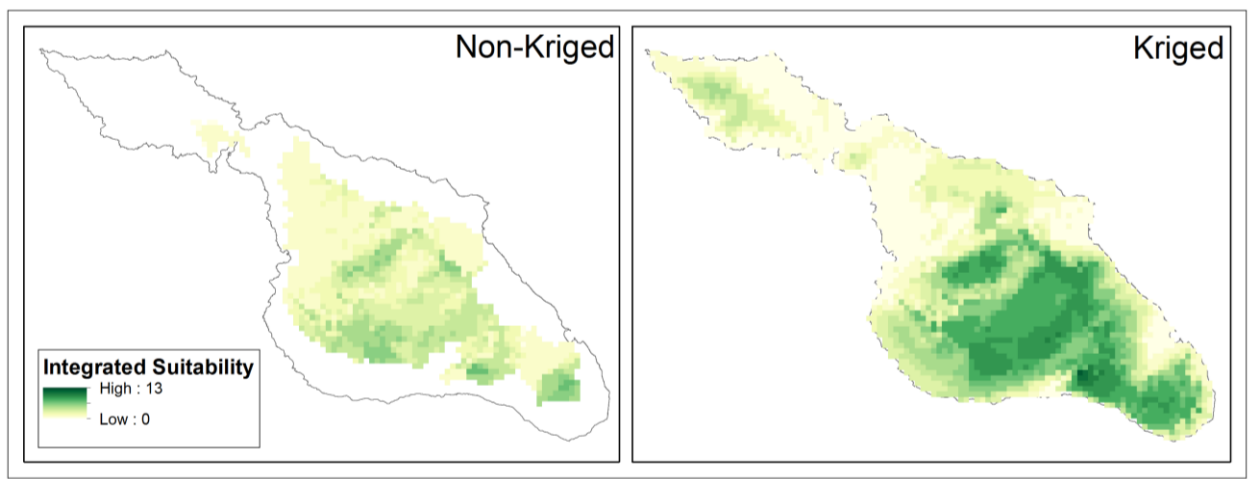 Non-Kriged
Kriged
Integrated Suitability
High : 13
Low : 0